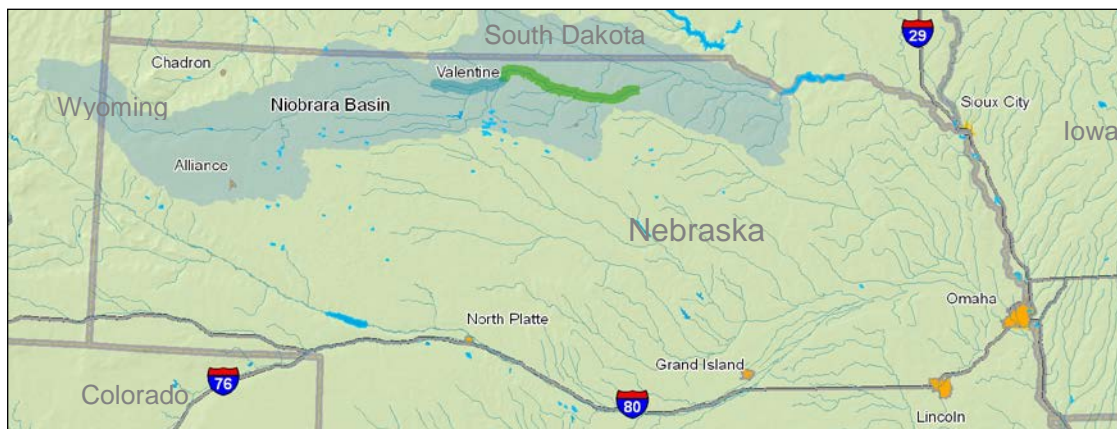 South Dakota
29
Chadron
Valentine
Wyoming
Niobrara Basin
Sioux City
Iowa
Alliance
Nebraska
Omaha
North Platte
Grand Island
Colorado
76
80
Lincoln